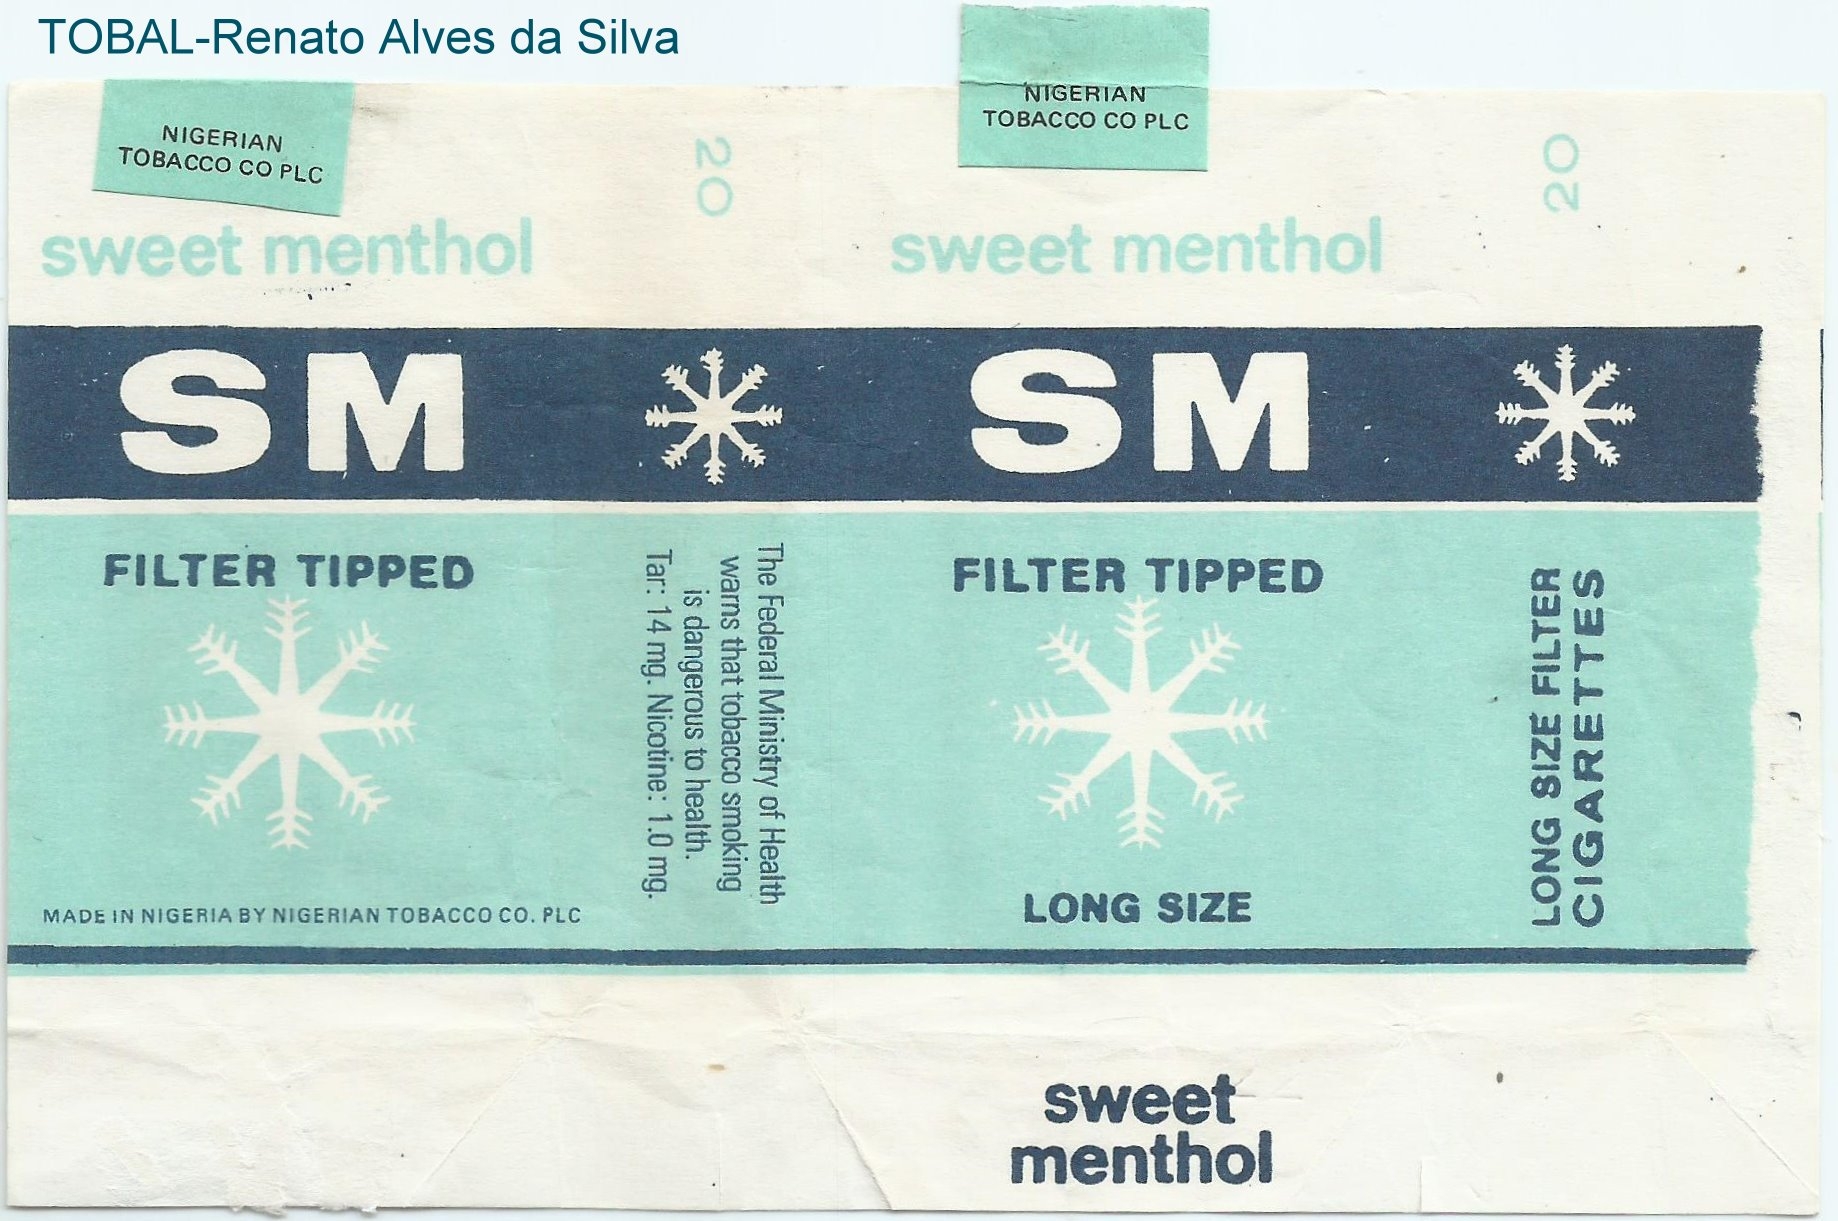 TOBAL-Renato Alves da Silva
NIGERIAN
TOBACCO CO PLC
sweet menthol
SM
FILTER TIPPED
MADE IN NIGERIA BY NIGERIAN TOBACCO CO. PLC
20
The Federal Ministry of Health
warns that tobacco smoking
is dangerous to health.
Tar: 14 mg. Nicotine: 1.0 mg.
NIGERIAN
TOBACCO CO PLC
sweet menthol
SM
FILTER TIPPED
LONG SIZE
sweet
menthol
20
LONG SIZE FILTER
CIGARETTES